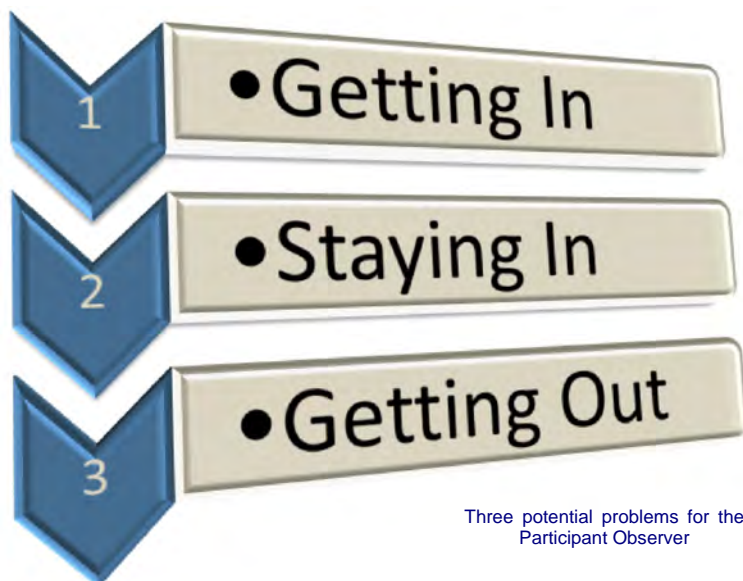 1
•Getting In
2
•Staying In
3
•Getting Out
Three potential problems for the
Participant Observer